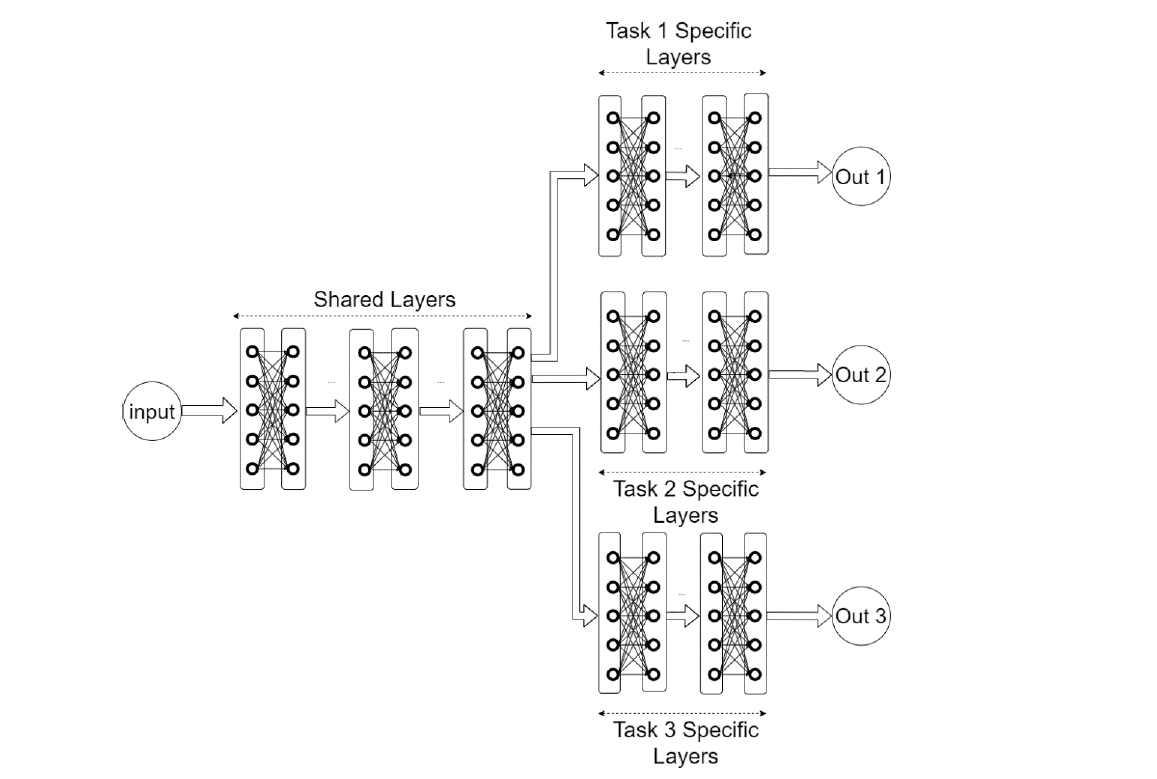 Task 1 Specific
Layers
...
Out 1
Shared Layers
input
...
...
...
Out 2
Task 2 Specific
Layers
...
Out 3
Task 3 Specific
Layers